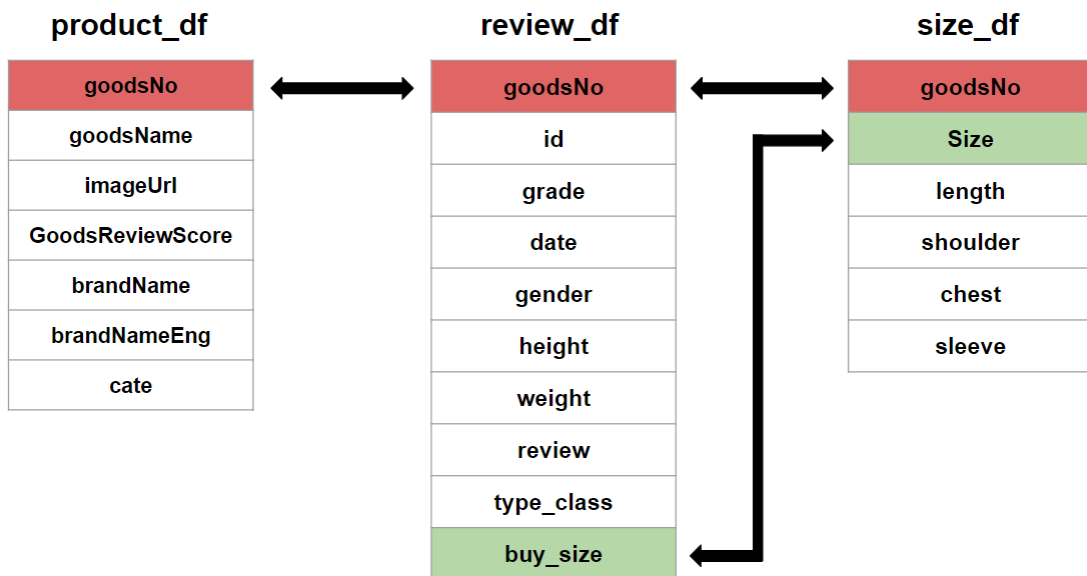 product_df
goodsNo
goodsName
imageUrl
GoodsReviewScore
brandName
brandNameEng
cate
review_df
goodsNo
id
grade
date
gender
height
weight
review
type_class
buy_size
size_df
goodsNo
Size
length
shoulder
chest
sleeve